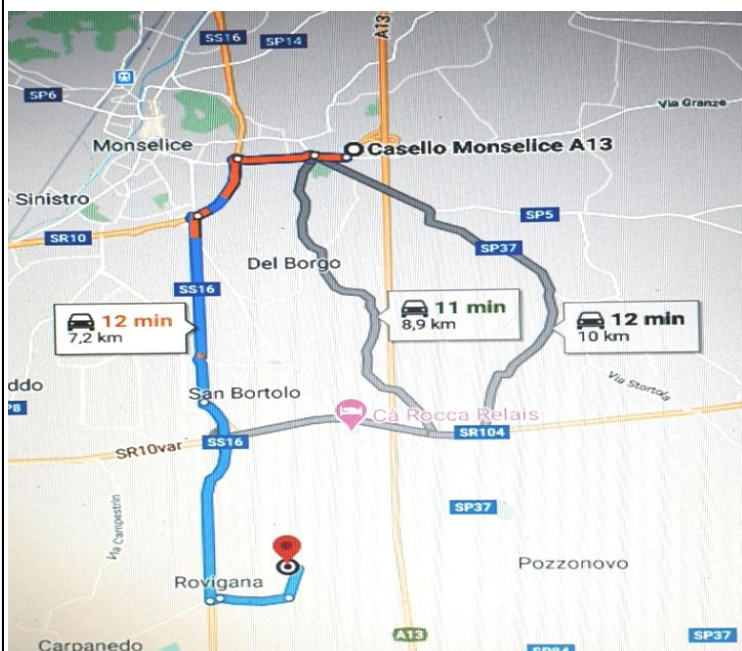 SS16
SP14
A13
SP6
Via Granze
Monselice
Casello Monselice A13
Sinistro
SP5
SR10
SP37
Del Borgo
SS16
12 min
7,2 km
11 min
8,9 km
12 min
10 km
ddo
P8
San Bortolo
Via Stortola
Cà Rocca Relais
SR10var
SS16
SR104
SP37
Via Campestrin
Pozzonovo
Rovigana
A13
SP37
Carpanedo